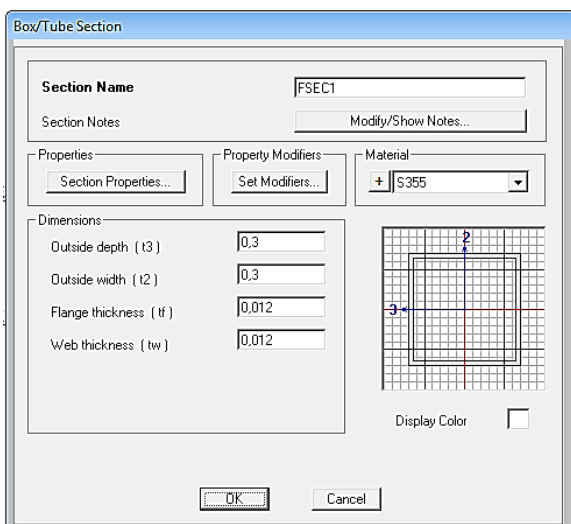 Box/Tube Section
Section Name FSEC1
Section Notes Modify/Show Notes...
Properties Property Modifiers Material
Section Properties... Set Modifiers... + S355
Dimensions
Outside depth ( t3 ) 0,3
Outside width ( t2 ) 0,3
Flange thickness ( tf ) 0,012
Web thickness ( tw ) 0,012
2
3
Display Color
OK Cancel